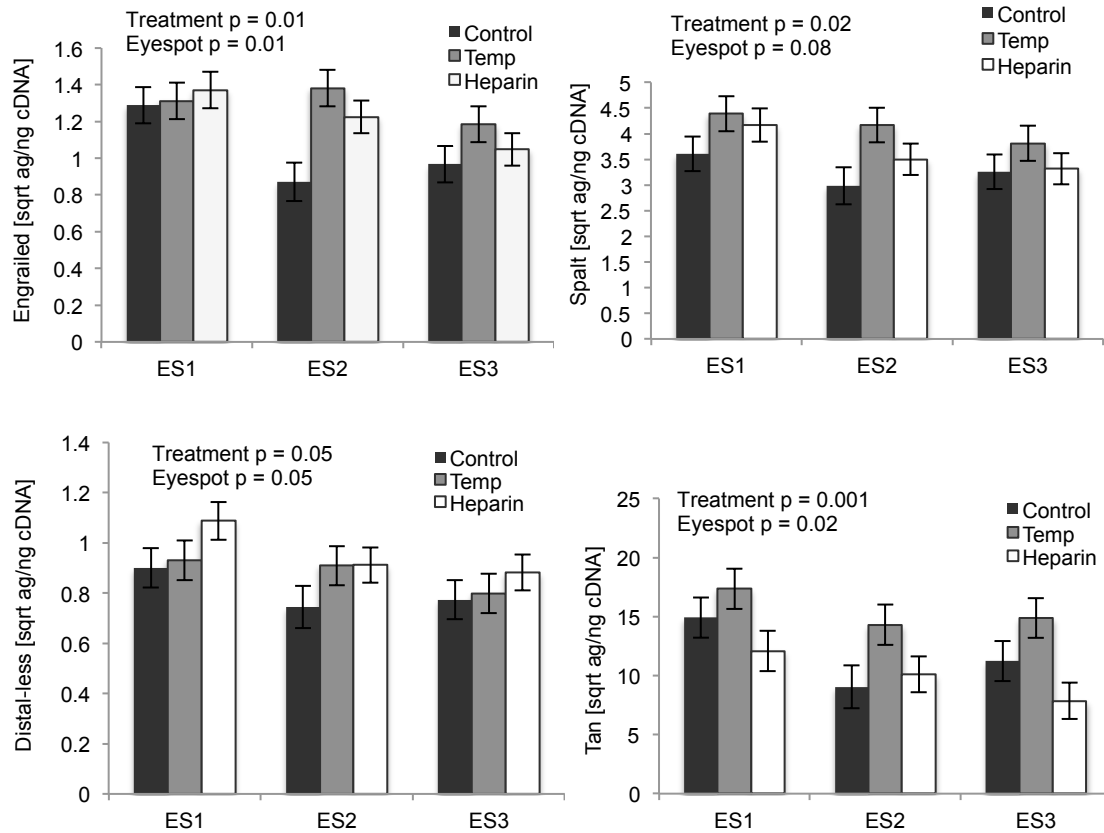 Treatment p = 0.01
Eyespot p = 0.01
Control
Temp
Heparin
Engrailed [sqrt ag/ng cDNA]
1.6
1.4
1.2
1
0.8
0.6
0.4
0.2
0
ES1 ES2 ES3
Treatment p = 0.02
Eyespot p = 0.08
Control
Temp
Heparin
Spalt [sqrt ag/ng cDNA]
5
4.5
4
3.5
3
2.5
2
1.5
1
0.5
0
ES1 ES2 ES3
Treatment p = 0.05
Eyespot p = 0.05
Control
Temp
Heparin
Distal-less [sqrt ag/ng cDNA]
1.4
1.2
1
0.8
0.6
0.4
0.2
0
ES1 ES2 ES3
Treatment p = 0.001
Eyespot p = 0.02
Control
Temp
Heparin
Tan [sqrt ag/ng cDNA]
25
20
15
10
5
0
ES1 ES2 ES3